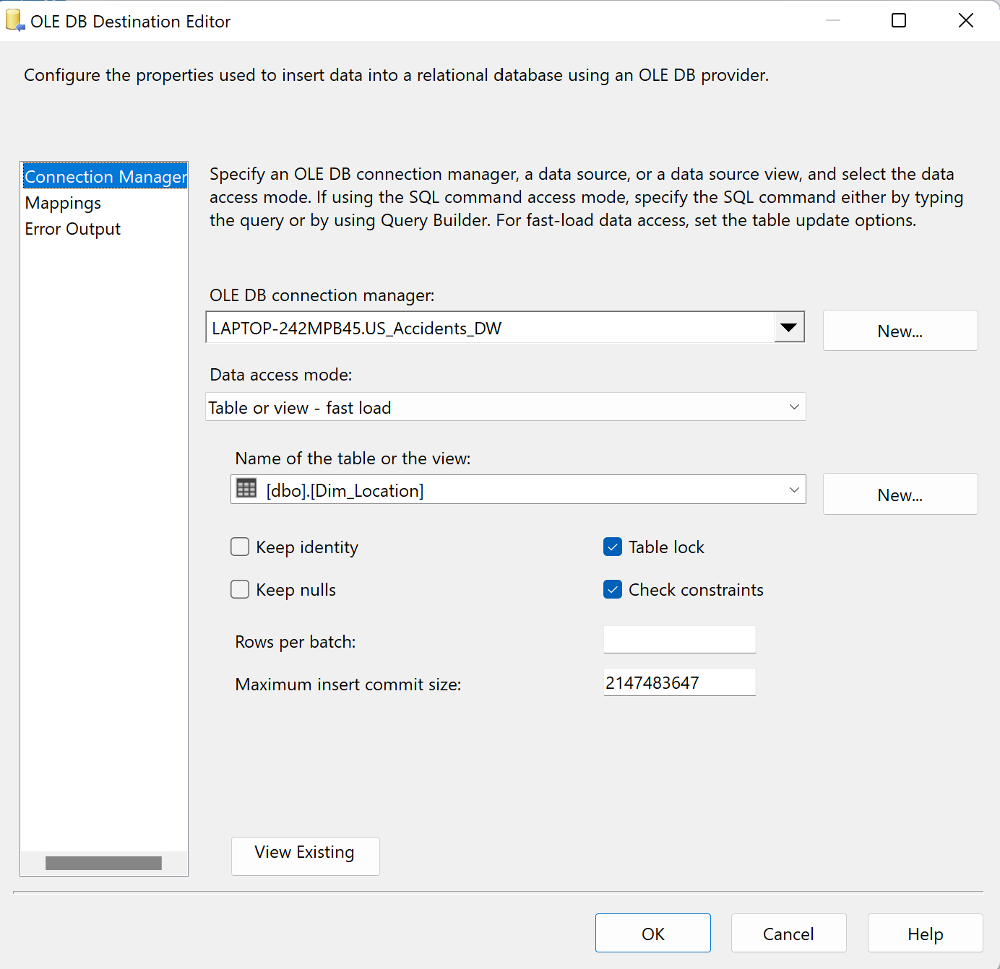 OLE DB Destination Editor
Configure the properties used to insert data into a relational database using an OLE DB provider.
Connection Manager
Mappings
Error Output
Specify an OLE DB connection manager, a data source, or a data source view, and select the data
access mode. If using the SQL command access mode, specify the SQL command either by typing
the query or by using Query Builder. For fast-load data access, set the table update options.
OLE DB connection manager:
LAPTOP-242MPB45.US_Accidents_DW
New...
Data access mode:
Table or view - fast load
Name of the table or the view:
[dbo].[Dim_Location]
New...
Keep identity
Table lock
Keep nulls
Check constraints
Rows per batch:
Maximum insert commit size:
2147483647
View Existing
OK
Cancel
Help